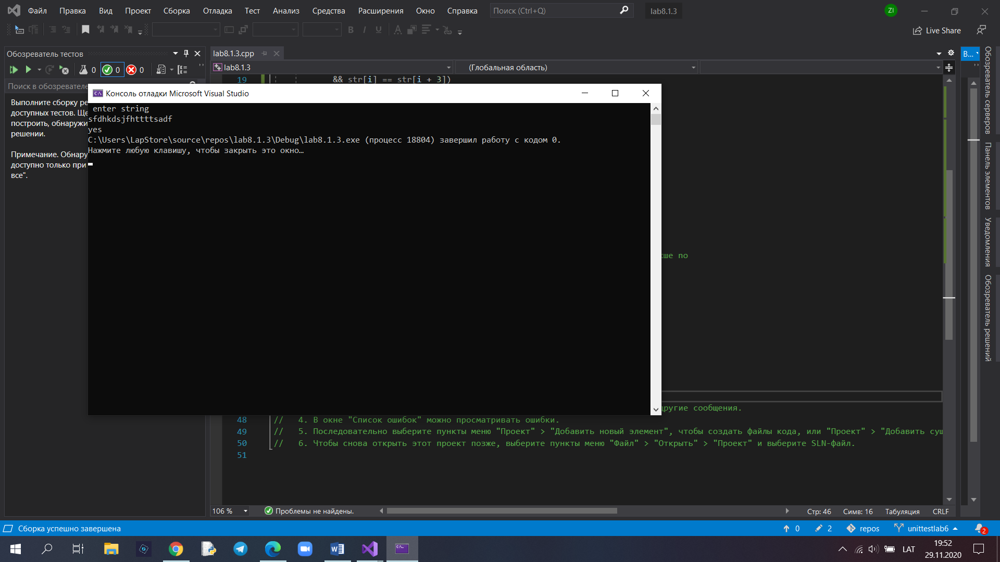 Файл Правка Вид Проект Сборка Отладка Тест Анализ Средства Расширения Окно Справка Поиск (Ctrl+Q) lab8.1.3 ZI
B I U Live Share
Обозреватель тестов
0 0 0
Поиск в обозревателе
Выполните сборку ре
доступных тестов. Ще
построить, обнаружи
решении.
Примечание. Обнару
доступно только при
все".
lab8.1.3.cpp
lab8.1.3 (Глобальная область)
19 && str[i] == str[i + 3])
Консоль отладки Microsoft Visual Studio
enter string
sfdhkdsjfhttttsadf
yes
C:\Users\LapStore\source\repos\lab8.1.3\Debug\lab8.1.3.exe (процесс 18804) завершил работу с кодом 0.
Нажмите любую клавишу, чтобы закрыть это окно…
ше no
другие сообщения.
48 // 4. В окне "Список ошибок" можно просматривать ошибки.
49 // 5. Последовательно выберите пункты меню "Проект" > "Добавить новый элемент", чтобы создать файлы кода, или "Проект" > "Добавить сущ
50 // 6. Чтобы снова открыть этот проект позже, выберите пункты меню "Файл" > "Открыть" > "Проект" и выберите SLN-файл.
51
106 % Проблемы не найдены. Стр: 46 Симв: 16 Табуляция CRLF
В...
Обозреватель серверов
Панель элементов
Уведомления
Обозреватель решений
Сборка успешно завершена 0 2 repos unittestlab6 2
LAT 19:52
29.11.2020